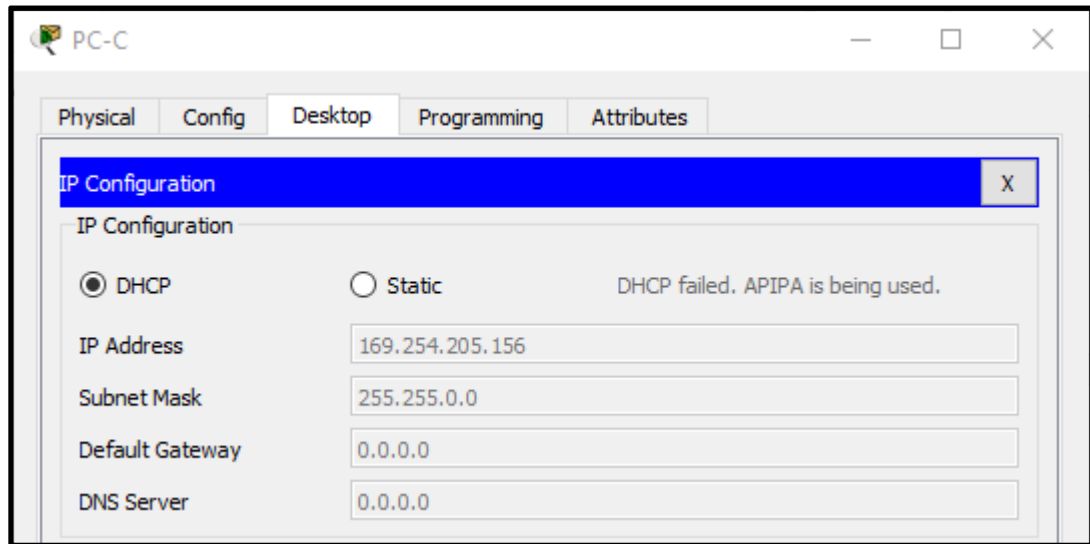 PC-C
Physical Config Desktop Programming Attributes
IP Configuration X
IP Configuration
DHCP Static DHCP failed. APIPA is being used.
IP Address 169.254.205.156
Subnet Mask 255.255.0.0
Default Gateway 0.0.0.0
DNS Server 0.0.0.0